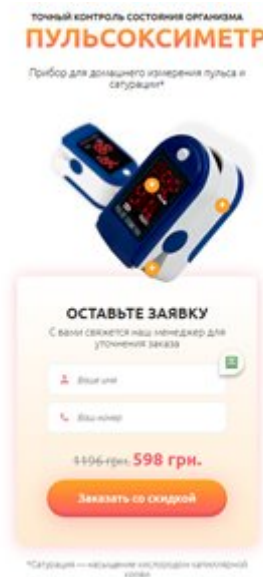 ТОЧНЫЙ КОНТРОЛЬ СОСТОЯНИЯ ОРГАНИЗМА
ПУЛЬСОКСИМЕТР
Прибор для домашнего измерения пульса и
сатурации*
ОСТАВЬТЕ ЗАЯВКУ
С вами свяжется наш менеджер для
уточнения заказа
Ваше имя
Ваш номер
1196 грн. 598 грн.
Заказать со скидкой
*Сатурация — насыщение кислородом капиллярной
крови